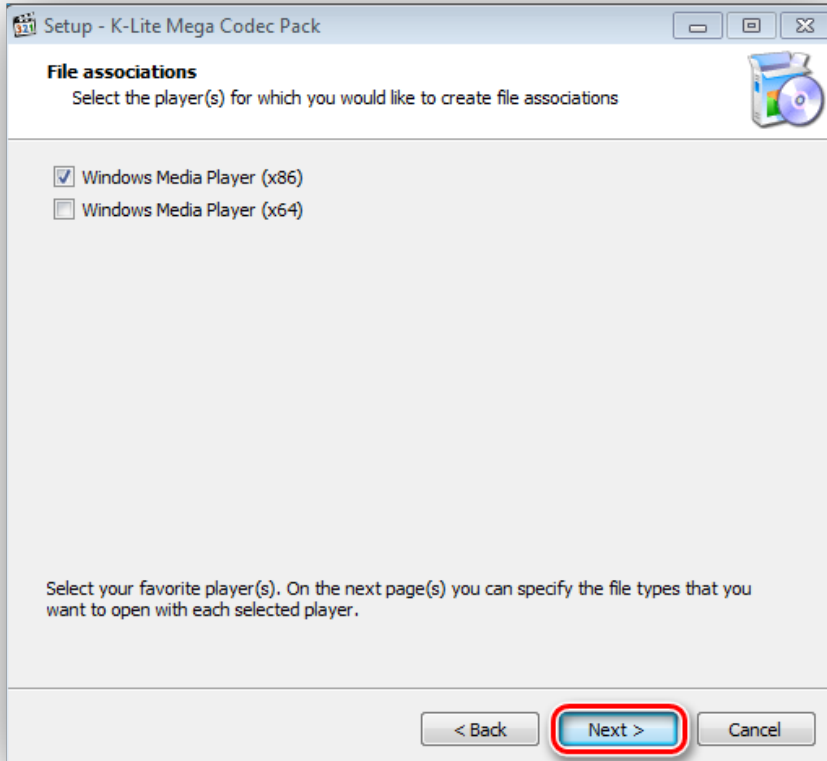 Setup - K-Lite Mega Codec Pack
File associations
Select the player(s) for which you would like to create file associations
Windows Media Player (x86)
Windows Media Player (x64)
Select your favorite player(s). On the next page(s) you can specify the file types that you
want to open with each selected player.
< Back Next > Cancel